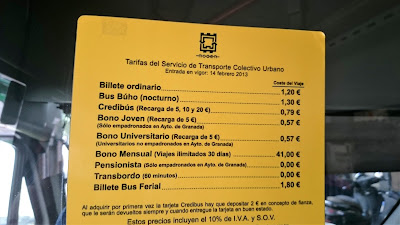 Tarifas del Servicio de Transporte Colectivo Urbano
Entrada en vigor: 14 febrero 2013
Coste del Viaje
Billete ordinario 1,20 €
Bus Búho (nocturno) 1,30 €
Credibús (Recarga de 5, 10 y 20 €) 0,79 €
Bono Joven (Recarga de 5 €) 0,57 €
(Sólo empadronados en Ayto. de Granada)
Bono Universitario (Recarga de 5 €) 0,57 €
(Universitarios no empadronados en Ayto. de Granada)
Bono Mensual (Viajes ilimitados 30 días) 41,00 €
Pensionista (Sólo empadronados en Ayto. de Granada) 0,00 €
Transbordo (60 minutos) 0,00 €
Billete Bus Ferial 1,80 €
Al adquirir por primera vez la tarjeta Credibus hay que depositar 2 € en concepto de fianza,
que le serán devueltos siempre y cuando entregue la tarjeta en buen estado.
Estos precios incluyen el 10% de I.V.A. y S.O.V.